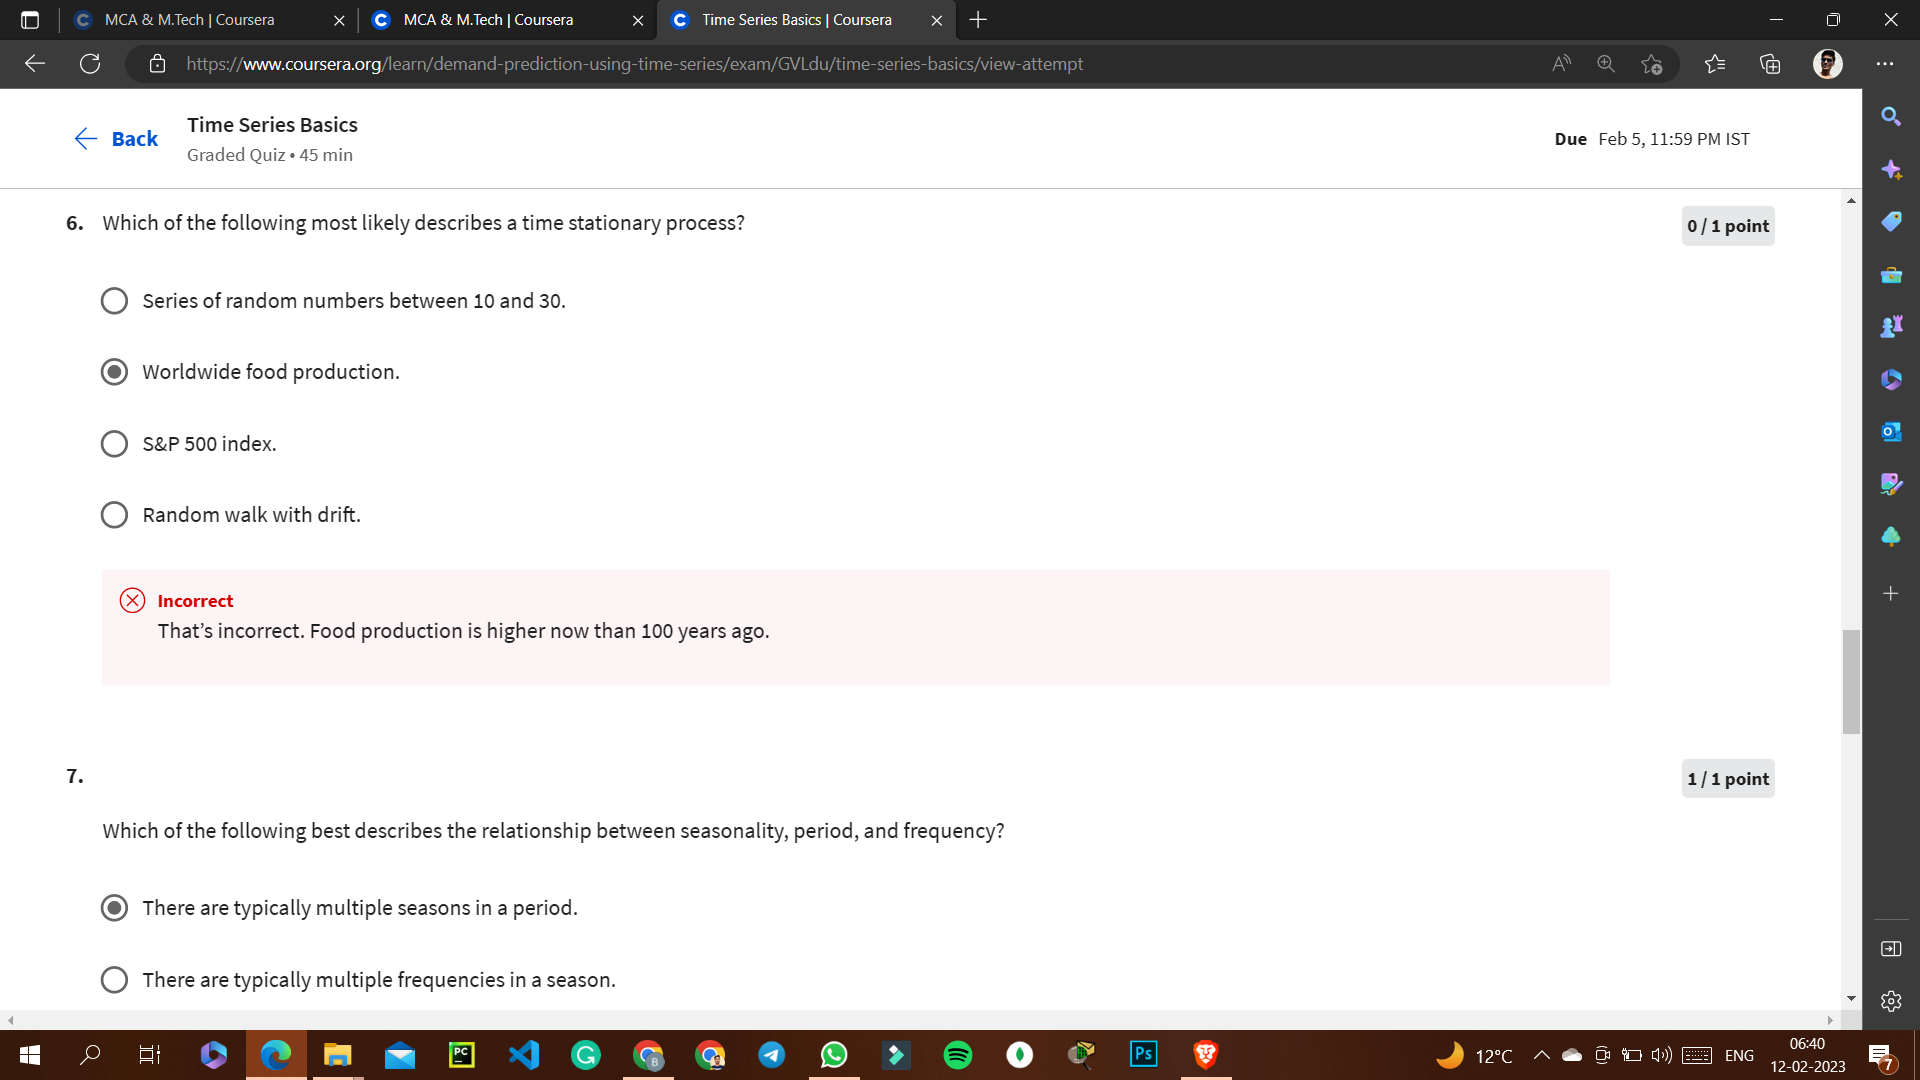 MCA & M.Tech | Coursera
MCA & M.Tech | Coursera
Time Series Basics | Coursera
https://www.coursera.org/learn/demand-prediction-using-time-series/exam/GVLdu/time-series-basics/view-attempt
Back
Time Series Basics
Graded Quiz • 45 min
Due Feb 5, 11:59 PM IST
6. Which of the following most likely describes a time stationary process?
0 / 1 point
Series of random numbers between 10 and 30.
Worldwide food production.
S&P 500 index.
Random walk with drift.
Incorrect
That’s incorrect. Food production is higher now than 100 years ago.
7.
1 / 1 point
Which of the following best describes the relationship between seasonality, period, and frequency?
There are typically multiple seasons in a period.
There are typically multiple frequencies in a season.
PC
B
Ps
12°C
ENG
06:40
12-02-2023
7